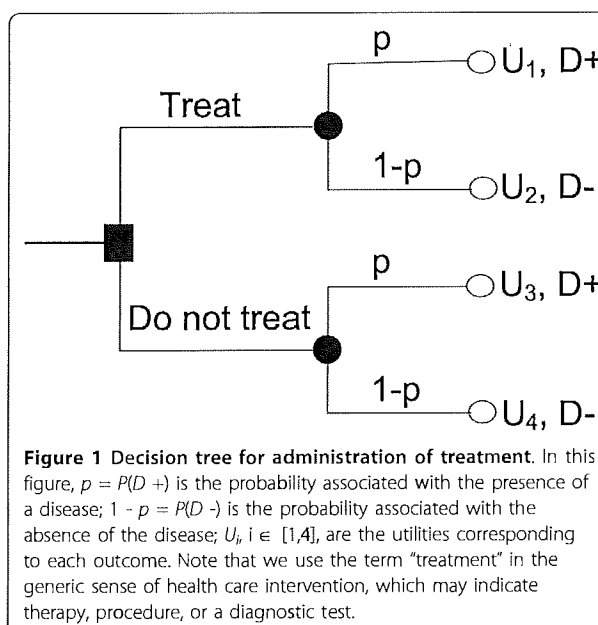 p
U₁, D+
Treat
1-p
U₂, D-
p
U₃, D+
Do not treat
1-p
U₄, D-
Figure 1 Decision tree for administration of treatment. In this
figure, p = P(D +) is the probability associated with the presence of
a disease; 1 - p = P(D -) is the probability associated with the
absence of the disease; Uᵢ, i ∈ [1,4], are the utilities corresponding
to each outcome. Note that we use the term "treatment" in the
generic sense of health care intervention, which may indicate
therapy, procedure, or a diagnostic test.